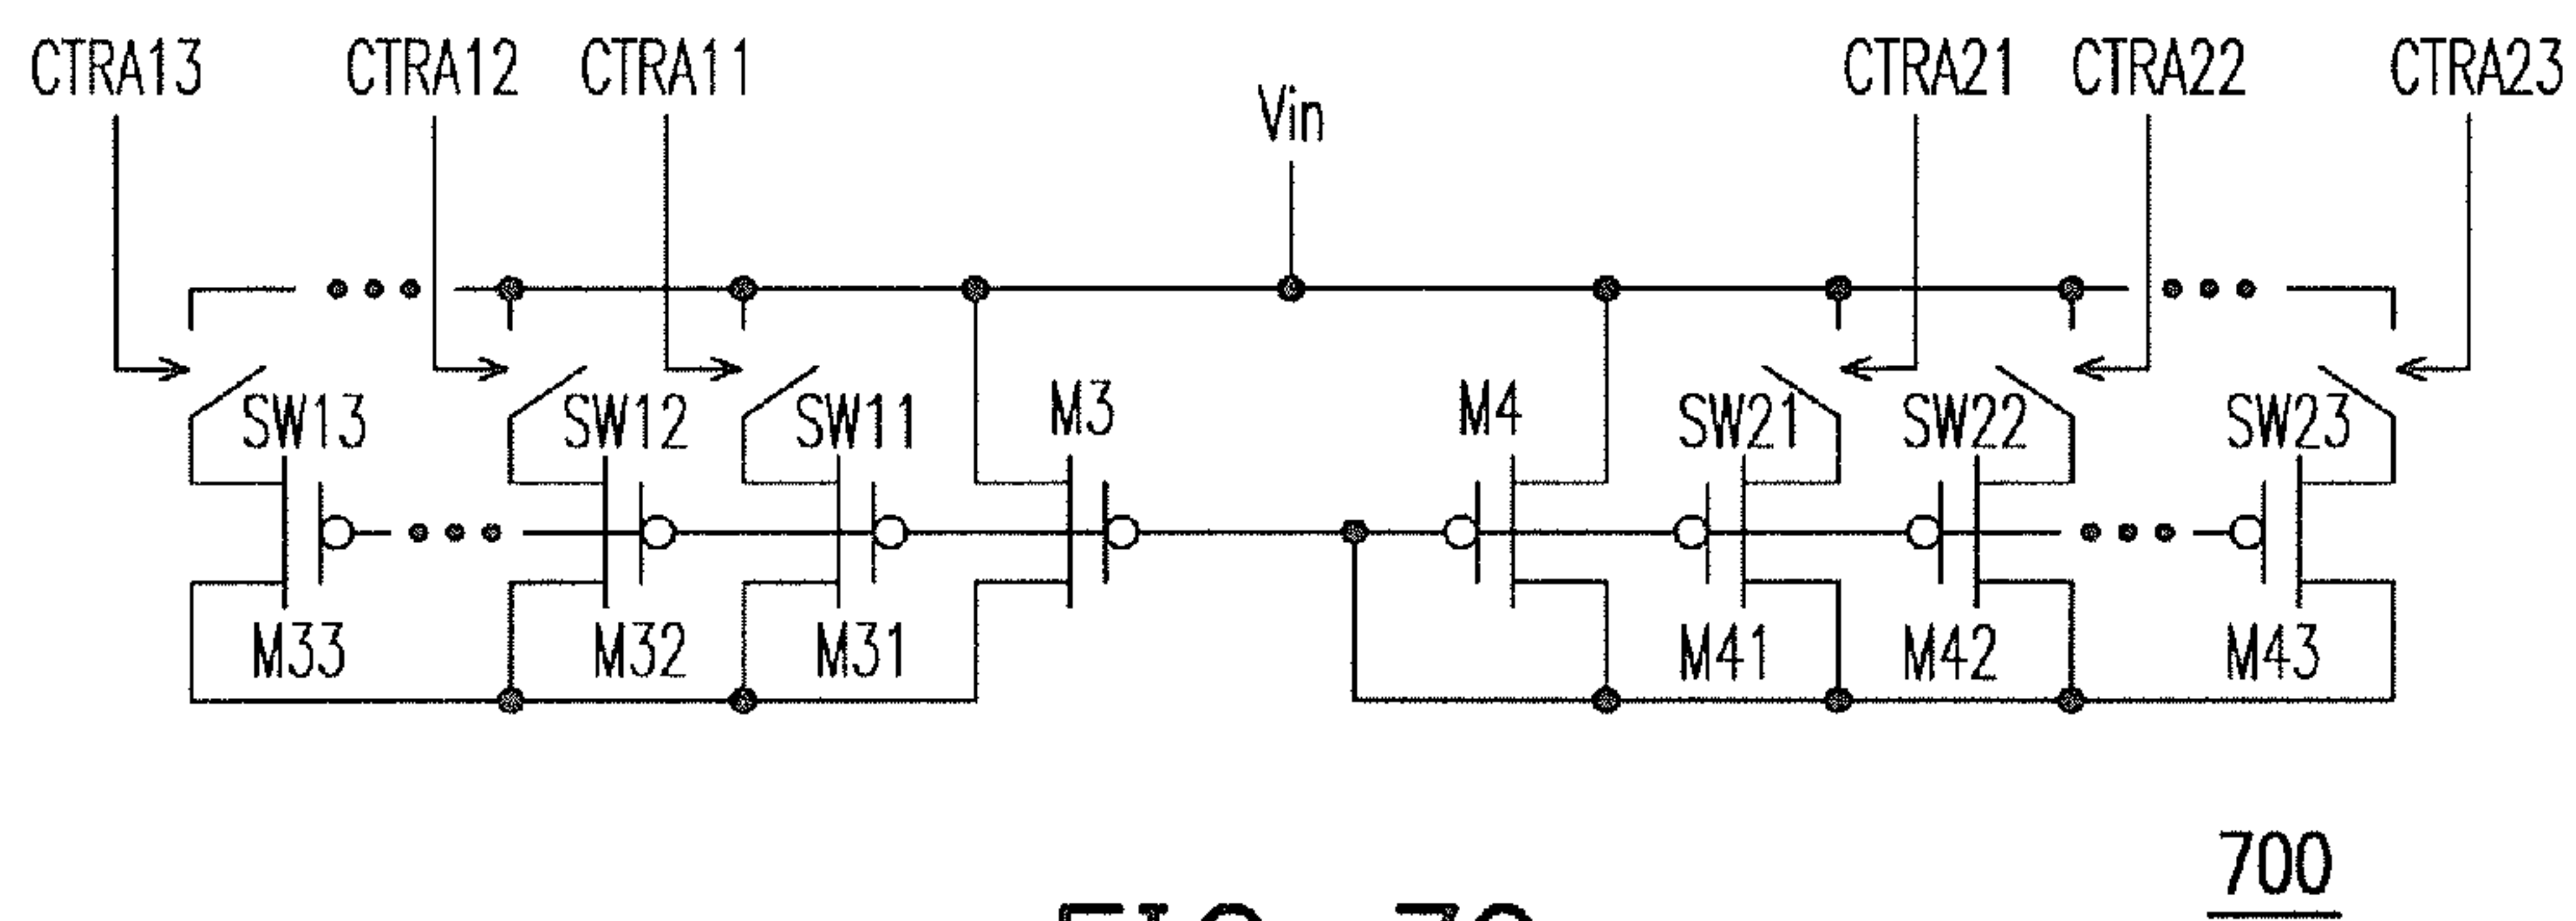 CTRA13 CTRA12 CTRA11 Vin CTRA21 CTRA22 CTRA23
SW13 SW12 SW11 M3 M4 SW21 SW22 SW23
M33 M32 M31 M41 M42 M43
700